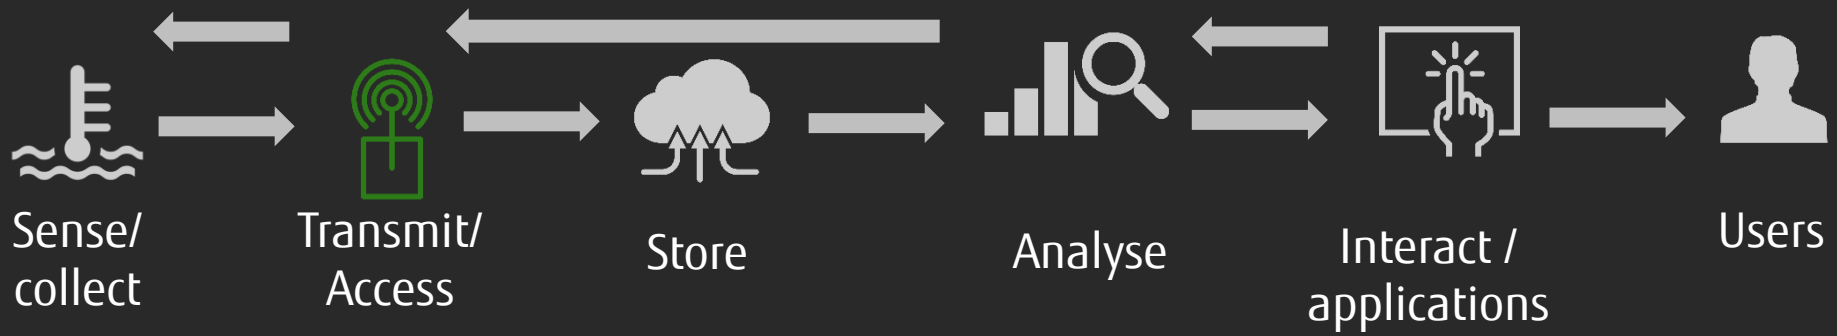 Sense/
collect
Transmit/
Access
Store
Analyse
Interact /
applications
Users